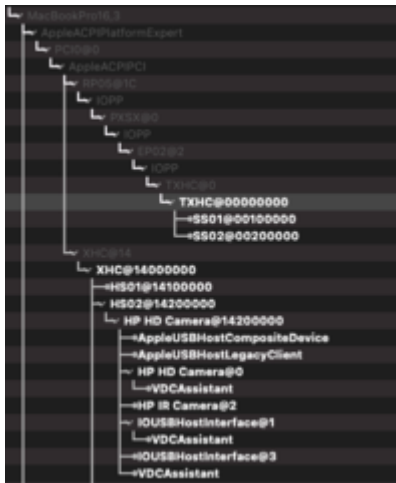 MacBookPro16,3
AppleACPIPlatformExpert
PCI0@0
AppleACPIPCI
RP05@1C
IOPP
PXSX@0
IOPP
EP02@2
IOPP
TXHC@0
TXHC@00000000
SS01@00100000
SS02@00200000
XHC@14
XHC@14000000
HS01@14100000
HS02@14200000
HP HD Camera@14200000
AppleUSBHostCompositeDevice
AppleUSBHostLegacyClient
HP HD Camera@0
VDCAssistant
HP IR Camera@2
IOUSBHostInterface@1
VDCAssistant
IOUSBHostInterface@3
VDCAssistant